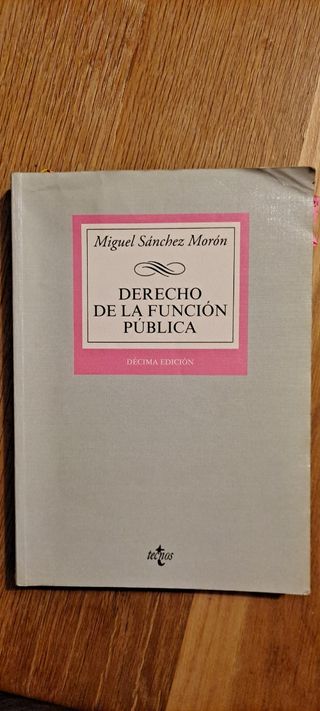 Miguel Sánchez Morón
DERECHO
DE LA FUNCIÓN
PÚBLICA
DÉCIMA EDICIÓN
tecnos